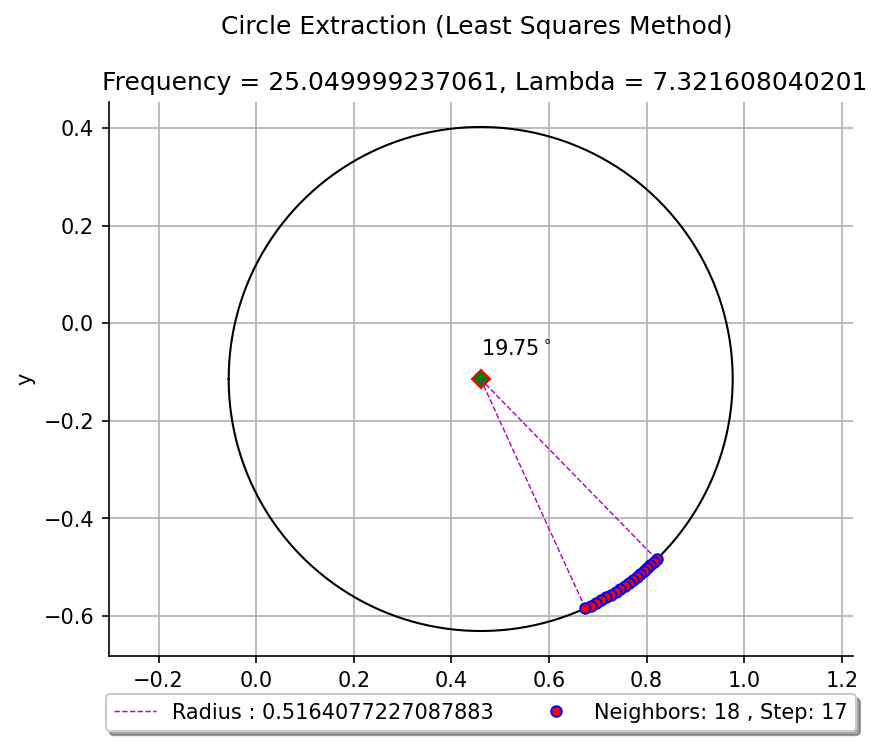 Circle Extraction (Least Squares Method)
Frequency = 25.049999237061, Lambda = 7.321608040201
0.4
0.2
0.0
−0.2
−0.4
−0.6
y
19.75°
−0.2 0.0 0.2 0.4 0.6 0.8 1.0 1.2
Radius : 0.5164077227087883 Neighbors: 18 , Step: 17